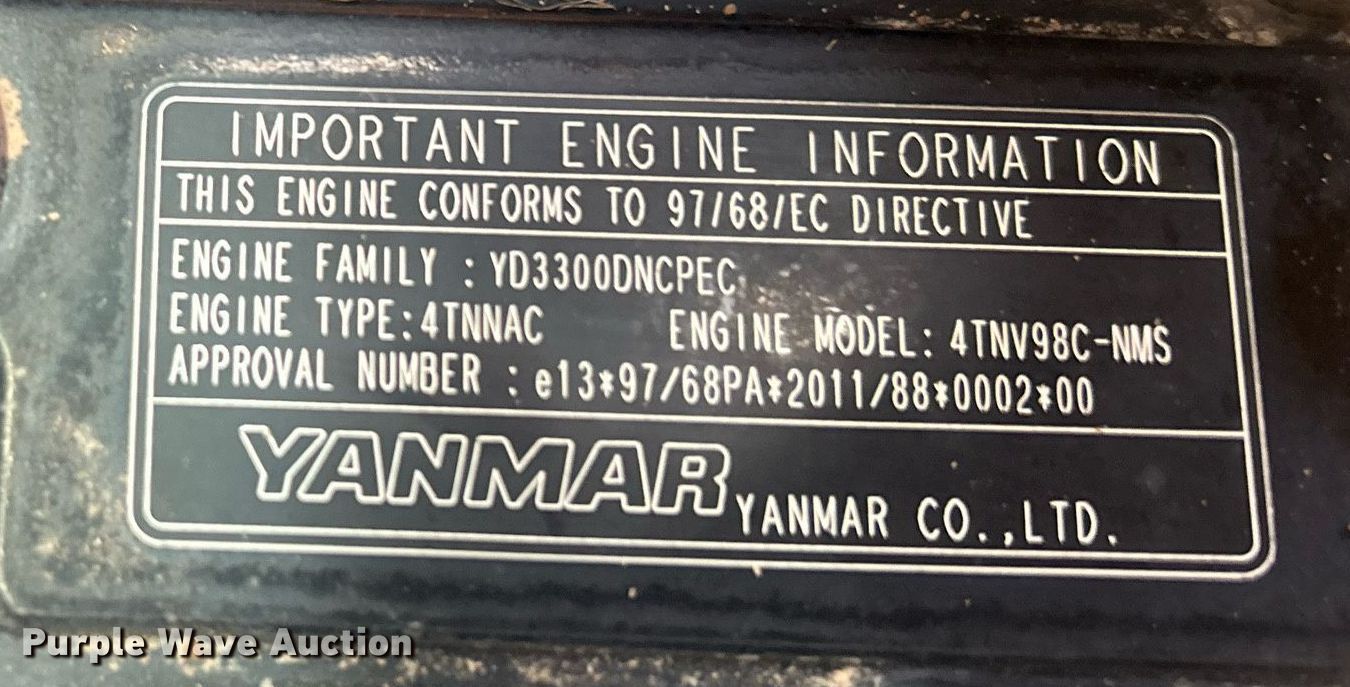 IMPORTANT ENGINE INFORMATION
THIS ENGINE CONFORMS TO 97/68/EC DIRECTIVE
ENGINE FAMILY : YD3300DNCPEC
ENGINE TYPE:4TNNAC ENGINE MODEL: 4TNV98C-NMS
APPROVAL NUMBER : e13*97/68PA*2011/88*0002*00
YANMAR YANMAR CO.,LTD.
Purple Wave Auction